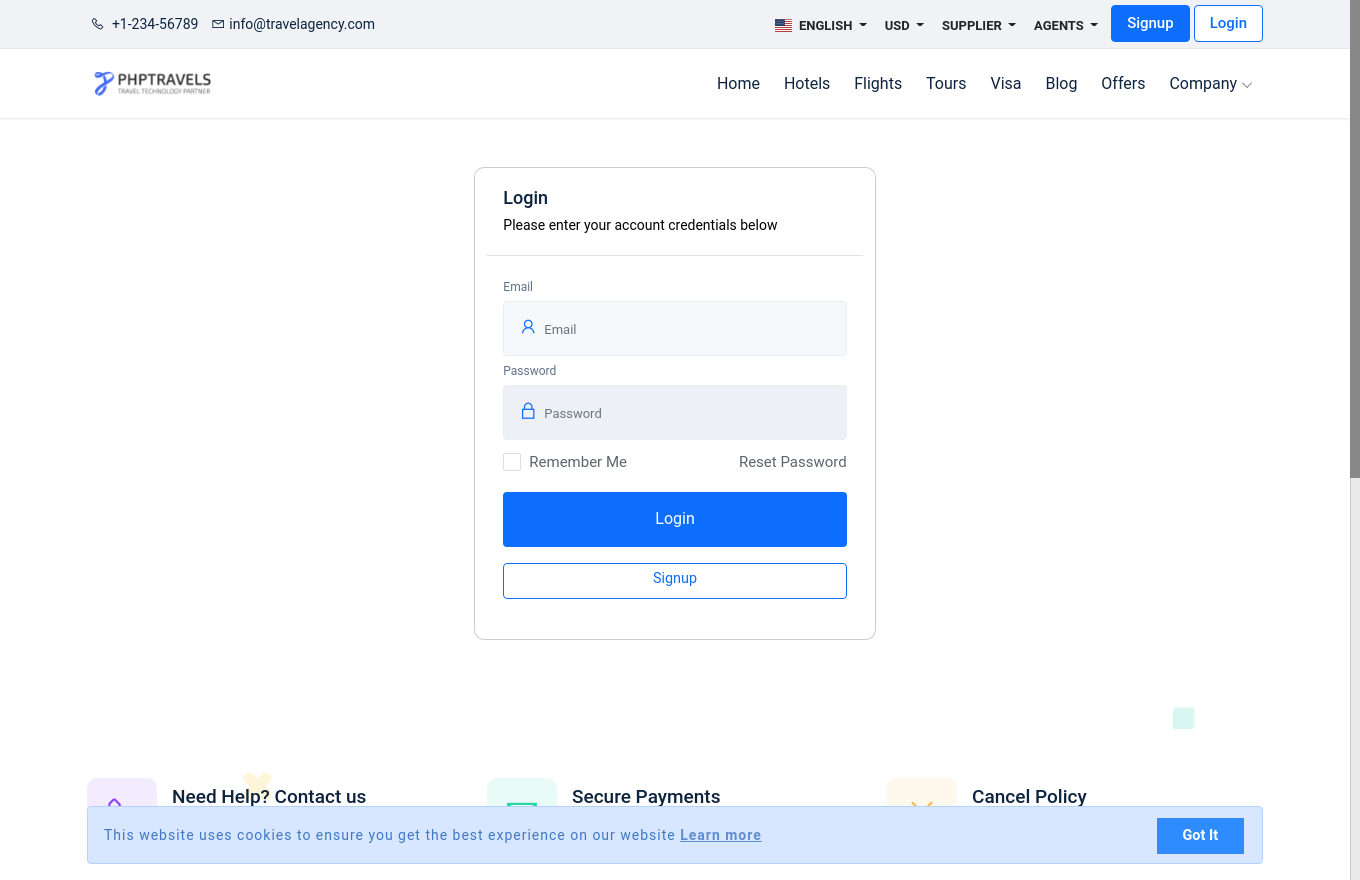 +1-234-56789 info@travelagency.com ENGLISH USD SUPPLIER AGENTS Signup Login
PHPTRAVELS
TRAVEL TECHNOLOGY PARTNER
Home Hotels Flights Tours Visa Blog Offers Company
Login
Please enter your account credentials below
Email
Email
Password
Password
Remember Me Reset Password
Login
Signup
Need Help? Contact us Secure Payments Cancel Policy
This website uses cookies to ensure you get the best experience on our website Learn more Got It